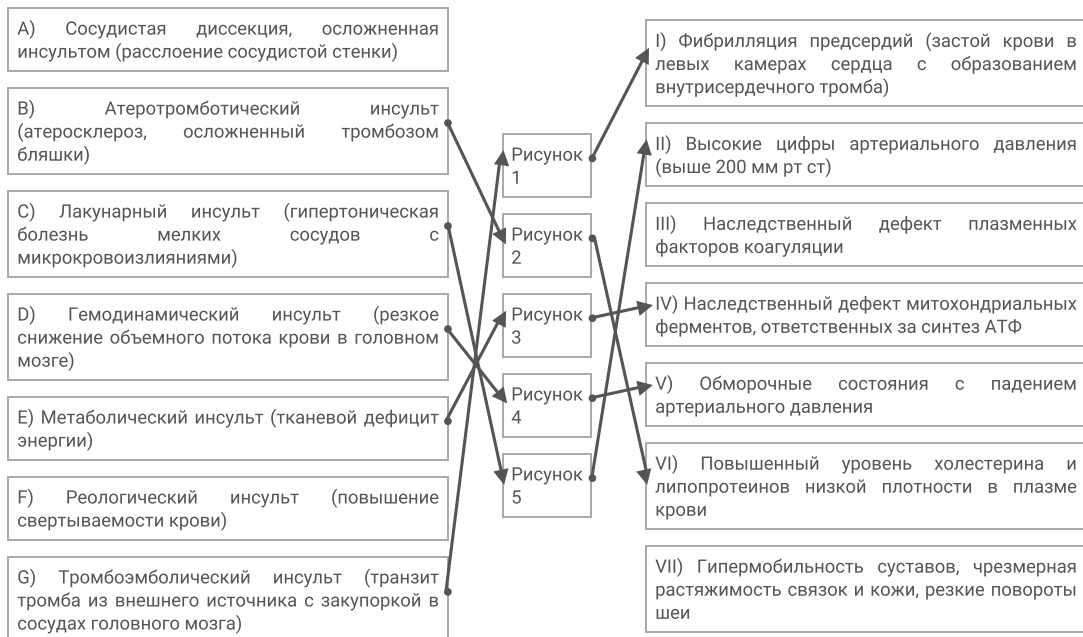 A) Сосудистая диссекция, осложненная
инсультом (расслоение сосудистой стенки)
B) Атеротромботический инсульт
(атеросклероз, осложненный тромбозом
бляшки)
C) Лакунарный инсульт (гипертоническая
болезнь мелких сосудов с
микрокровоизлияниями)
D) Гемодинамический инсульт (резкое
снижение объемного потока крови в головном
мозге)
E) Метаболический инсульт (тканевой дефицит
энергии)
F) Реологический инсульт (повышение
свертываемости крови)
G) Тромбоэмболический инсульт (транзит
тромба из внешнего источника с закупоркой в
сосудах головного мозга)
Рисунок
1
Рисунок
2
Рисунок
3
Рисунок
4
Рисунок
5
I) Фибрилляция предсердий (застой крови в
левых камерах сердца с образованием
внутрисердечного тромба)
II) Высокие цифры артериального давления
(выше 200 мм рт ст)
III) Наследственный дефект плазменных
факторов коагуляции
IV) Наследственный дефект митохондриальных
ферментов, ответственных за синтез АТФ
V) Обморочные состояния с падением
артериального давления
VI) Повышенный уровень холестерина и
липопротеинов низкой плотности в плазме
крови
VII) Гипермобильность суставов, чрезмерная
растяжимость связок и кожи, резкие повороты
шеи